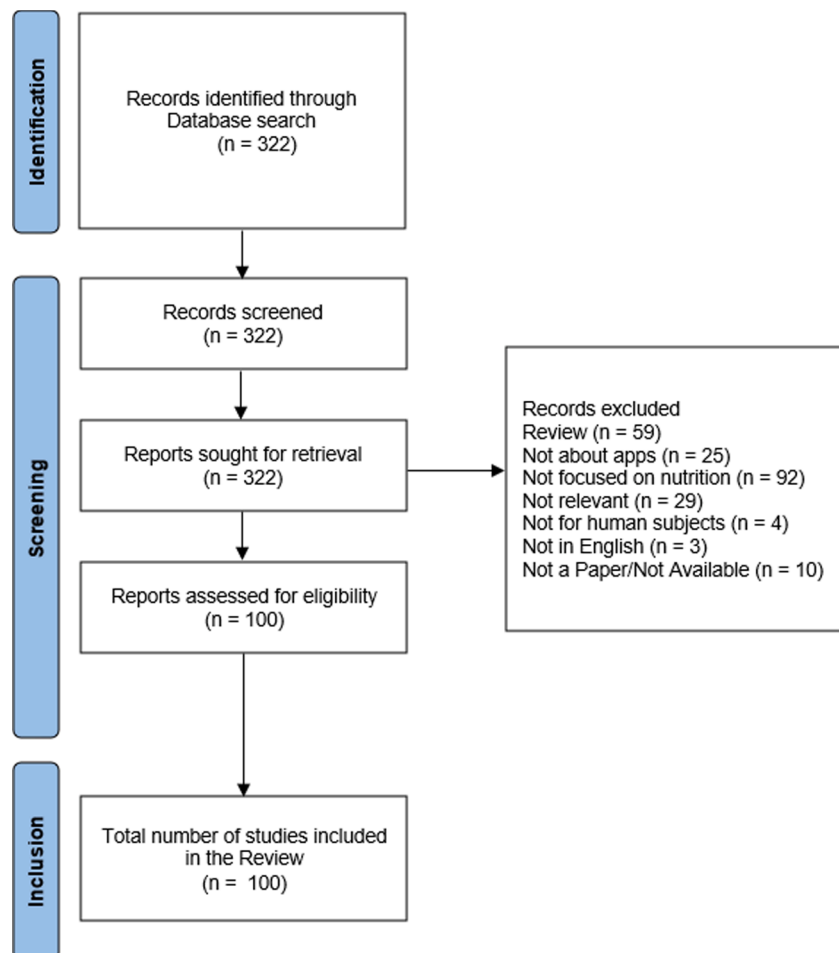 Identification
Records identified through
Database search
(n = 322)
Screening
Records screened
(n = 322)
Reports sought for retrieval
(n = 322)
Records excluded
Review (n = 59)
Not about apps (n = 25)
Not focused on nutrition (n = 92)
Not relevant (n = 29)
Not for human subjects (n = 4)
Not in English (n = 3)
Not a Paper/Not Available (n = 10)
Reports assessed for eligibility
(n = 100)
Inclusion
Total number of studies included
in the Review
(n = 100)